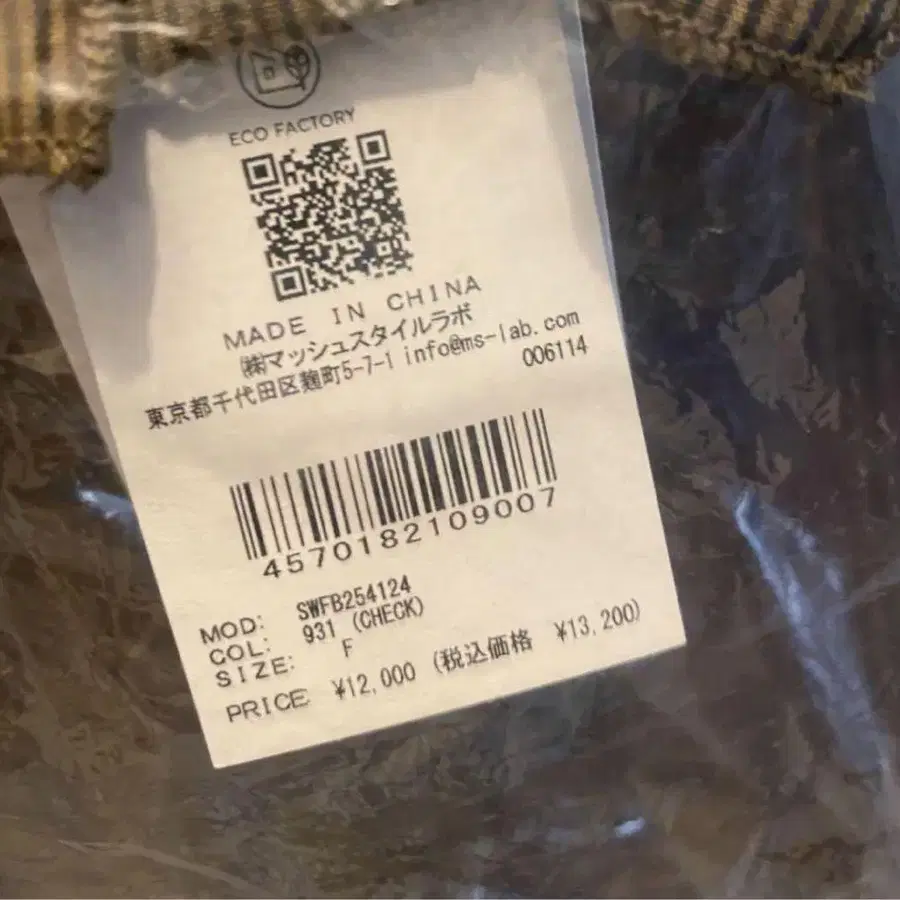 ECO FACTORY
MADE IN CHINA
㈱マッシュスタイルラボ
東京都千代田区麹町5-7-1 info@ms-lab.com
006114
4570182109007
MOD: SWFB254124
COL: 931 (CHECK)
SIZE: F
PRICE ¥12,000 (税込価格 ¥13,200)